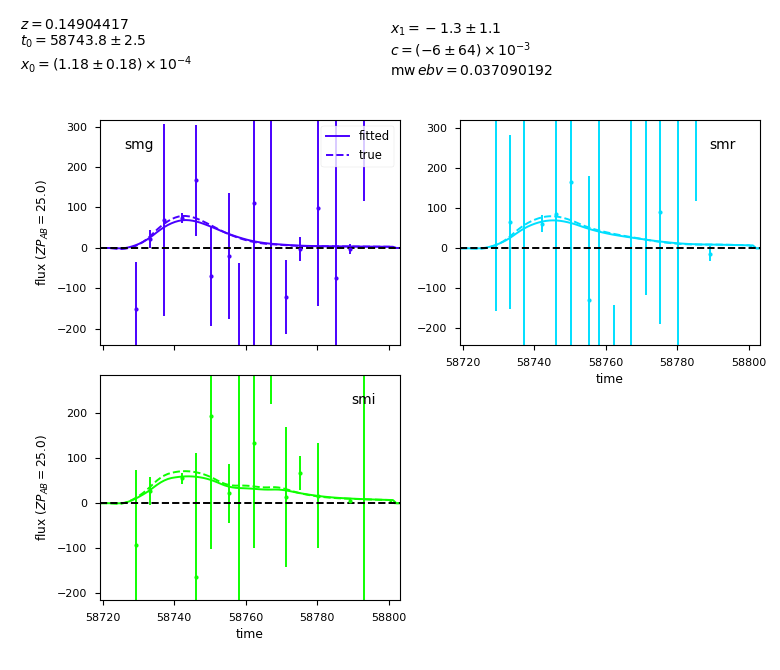 z = 0.14904417
t₀ = 58743.8 ± 2.5
x₀ = (1.18 ± 0.18) × 10⁻⁴
x₁ = −1.3 ± 1.1
c = (−6 ± 64) × 10⁻³
mw ebv = 0.037090192
300
200
100
0
−100
−200
flux (ZP_AB = 25.0)
smg
fitted
true
300
200
100
0
−100
−200
smr
58720 58740 58760 58780 58800
time
200
100
0
−100
−200
flux (ZP_AB = 25.0)
smi
58720 58740 58760 58780 58800
time